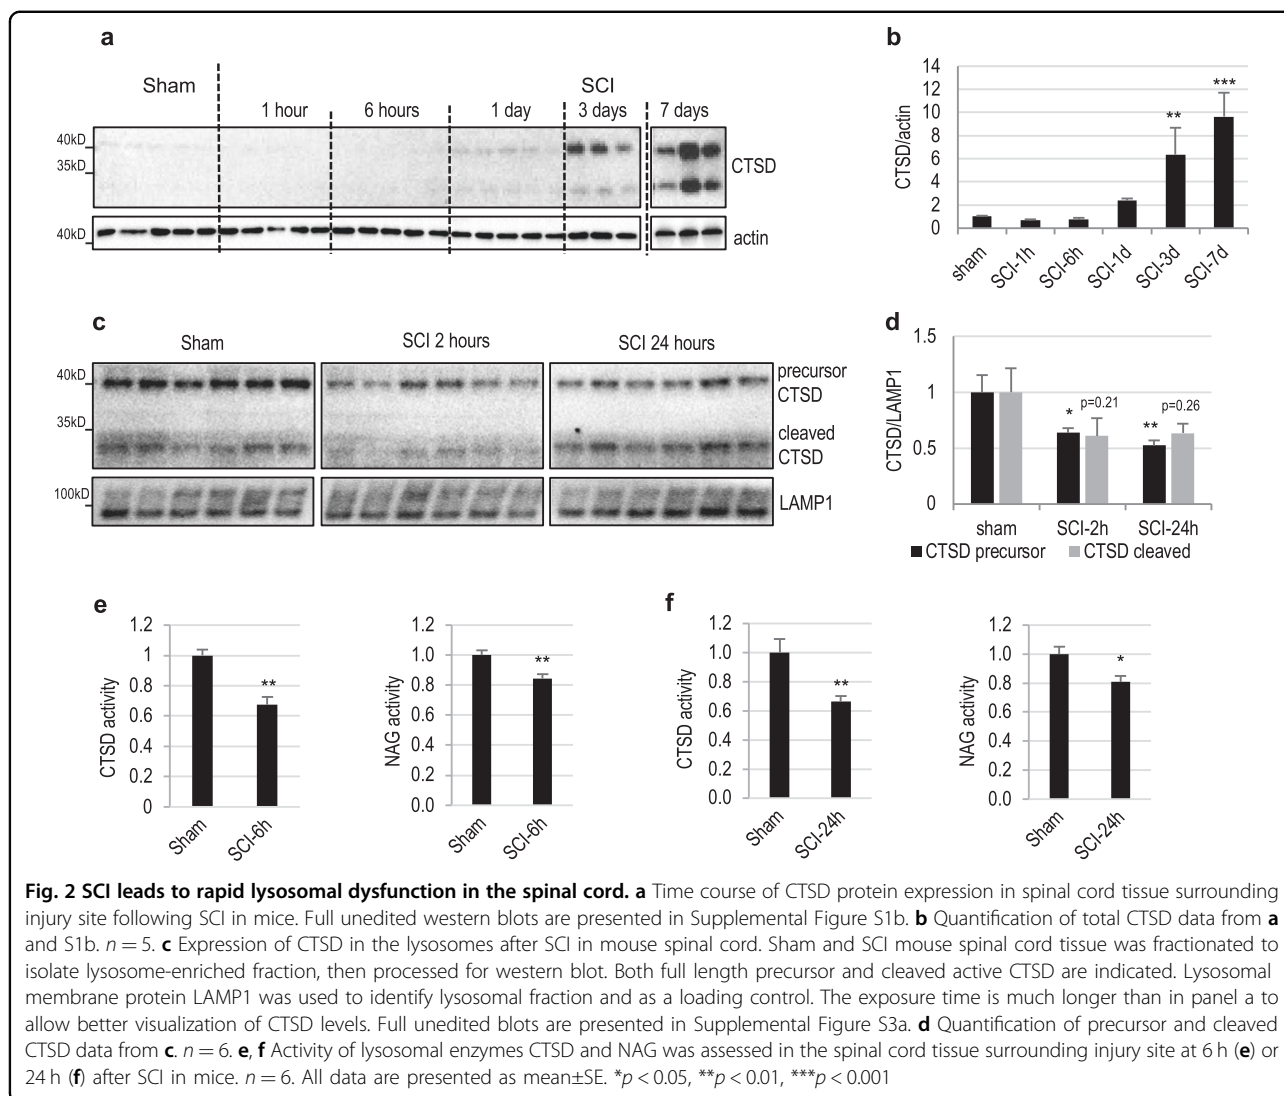 a
Sham
SCI
1 hour
6 hours
1 day
3 days
7 days
40kD
35kD
CTSD
40kD
actin
b
CTSD/actin
14
12
10
8
6
4
2
0
**
***
sham
SCI-1h
SCI-6h
SCI-1d
SCI-3d
SCI-7d
c
Sham
SCI 2 hours
SCI 24 hours
40kD
35kD
precursor
CTSD
cleaved
CTSD
100kD
LAMP1
d
CTSD/LAMP1
1.5
1
0.5
0
*
p=0.21
**
p=0.26
sham
SCI-2h
SCI-24h
CTSD precursor
CTSD cleaved
e
CTSD activity
1.2
1
0.8
0.6
0.4
0.2
0
**
Sham
SCI-6h
NAG activity
1.2
1.0
0.8
0.6
0.4
0.2
0.0
**
Sham
SCI-6h
f
CTSD activity
1.2
1.0
0.8
0.6
0.4
0.2
0.0
**
Sham
SCI-24h
NAG activity
1.2
1.0
0.8
0.6
0.4
0.2
0.0
*
Sham
SCI-24h
Fig. 2 SCI leads to rapid lysosomal dysfunction in the spinal cord. a Time course of CTSD protein expression in spinal cord tissue surrounding
injury site following SCI in mice. Full unedited western blots are presented in Supplemental Figure S1b. b Quantification of total CTSD data from a
and S1b. n = 5. c Expression of CTSD in the lysosomes after SCI in mouse spinal cord. Sham and SCI mouse spinal cord tissue was fractionated to
isolate lysosome-enriched fraction, then processed for western blot. Both full length precursor and cleaved active CTSD are indicated. Lysosomal
membrane protein LAMP1 was used to identify lysosomal fraction and as a loading control. The exposure time is much longer than in panel a to
allow better visualization of CTSD levels. Full unedited blots are presented in Supplemental Figure S3a. d Quantification of precursor and cleaved
CTSD data from c. n = 6. e, f Activity of lysosomal enzymes CTSD and NAG was assessed in the spinal cord tissue surrounding injury site at 6 h (e) or
24 h (f) after SCI in mice. n = 6. All data are presented as mean±SE. *p < 0.05, **p < 0.01, ***p < 0.001